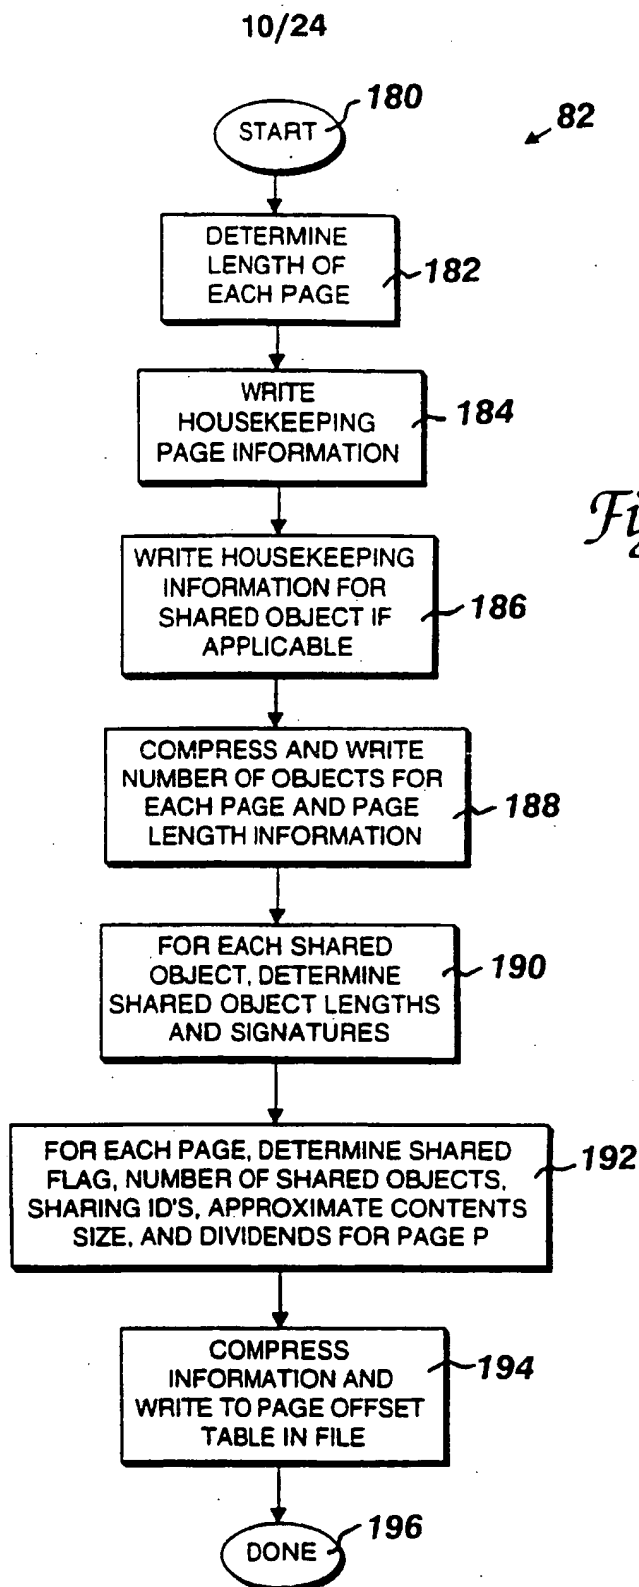 10/24
180
START
82
DETERMINE
LENGTH OF
EACH PAGE
182
WRITE
HOUSEKEEPING
PAGE INFORMATION
184
Fi
WRITE HOUSEKEEPING
INFORMATION FOR
SHARED OBJECT IF
APPLICABLE
186
COMPRESS AND WRITE
NUMBER OF OBJECTS FOR
EACH PAGE AND PAGE
LENGTH INFORMATION
188
FOR EACH SHARED
OBJECT, DETERMINE
SHARED OBJECT LENGTHS
AND SIGNATURES
190
FOR EACH PAGE, DETERMINE SHARED
FLAG, NUMBER OF SHARED OBJECTS,
SHARING ID'S, APPROXIMATE CONTENTS
SIZE, AND DIVIDENDS FOR PAGE P
192
COMPRESS
INFORMATION AND
WRITE TO PAGE OFFSET
TABLE IN FILE
194
DONE
196